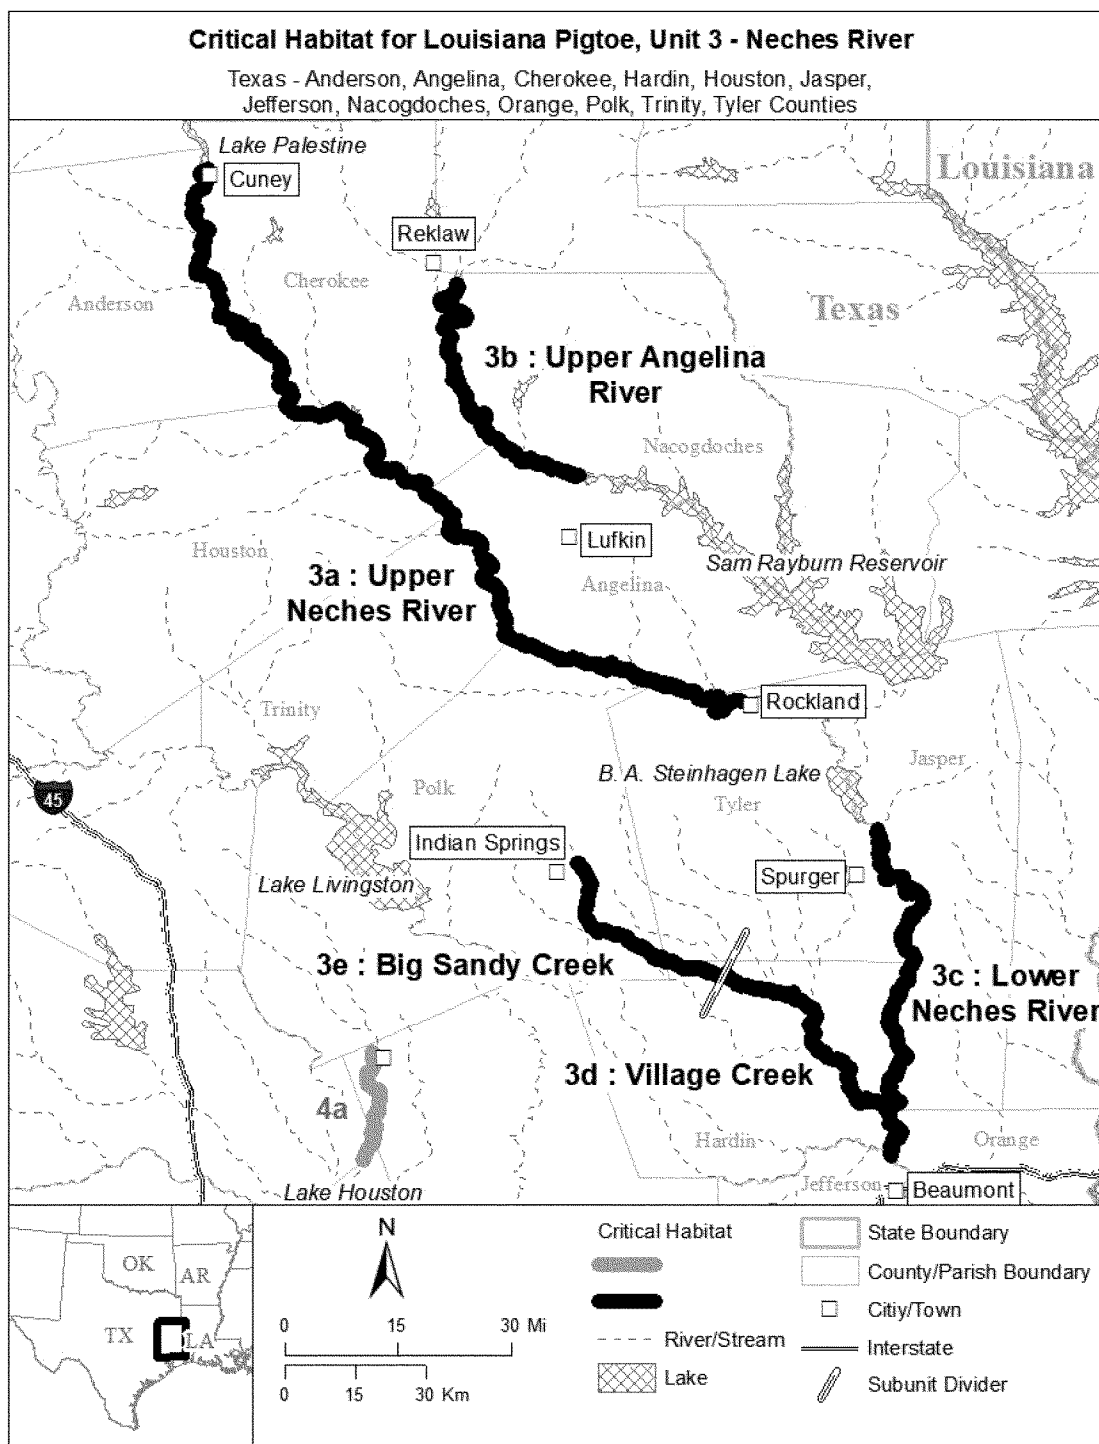 Critical Habitat for Louisiana Pigtoe, Unit 3 - Neches River
Texas - Anderson, Angelina, Cherokee, Hardin, Houston, Jasper,
Jefferson, Nacogdoches, Orange, Polk, Trinity, Tyler Counties
Lake Palestine
Cuney
Louisiana
Reklaw
Cherokee
Anderson
Texas
3b : Upper Angelina
River
Nacogdoches
Lufkin
Houston
Sam Rayburn Reservoir
3a : Upper
Neches River
Angelina
Rockland
Trinity
Jasper
B. A. Steinhagen Lake
45
Polk
Tyler
Indian Springs
Spurger
Lake Livingston
3e : Big Sandy Creek
3c : Lower
Neches River
3d : Village Creek
4a
Hardin
Orange
Jefferson
Lake Houston
Beaumont
OK
AR
TX
LA
N
0 15 30 Mi
0 15 30 Km
Critical Habitat
River/Stream
Lake
State Boundary
County/Parish Boundary
Citiy/Town
Interstate
Subunit Divider